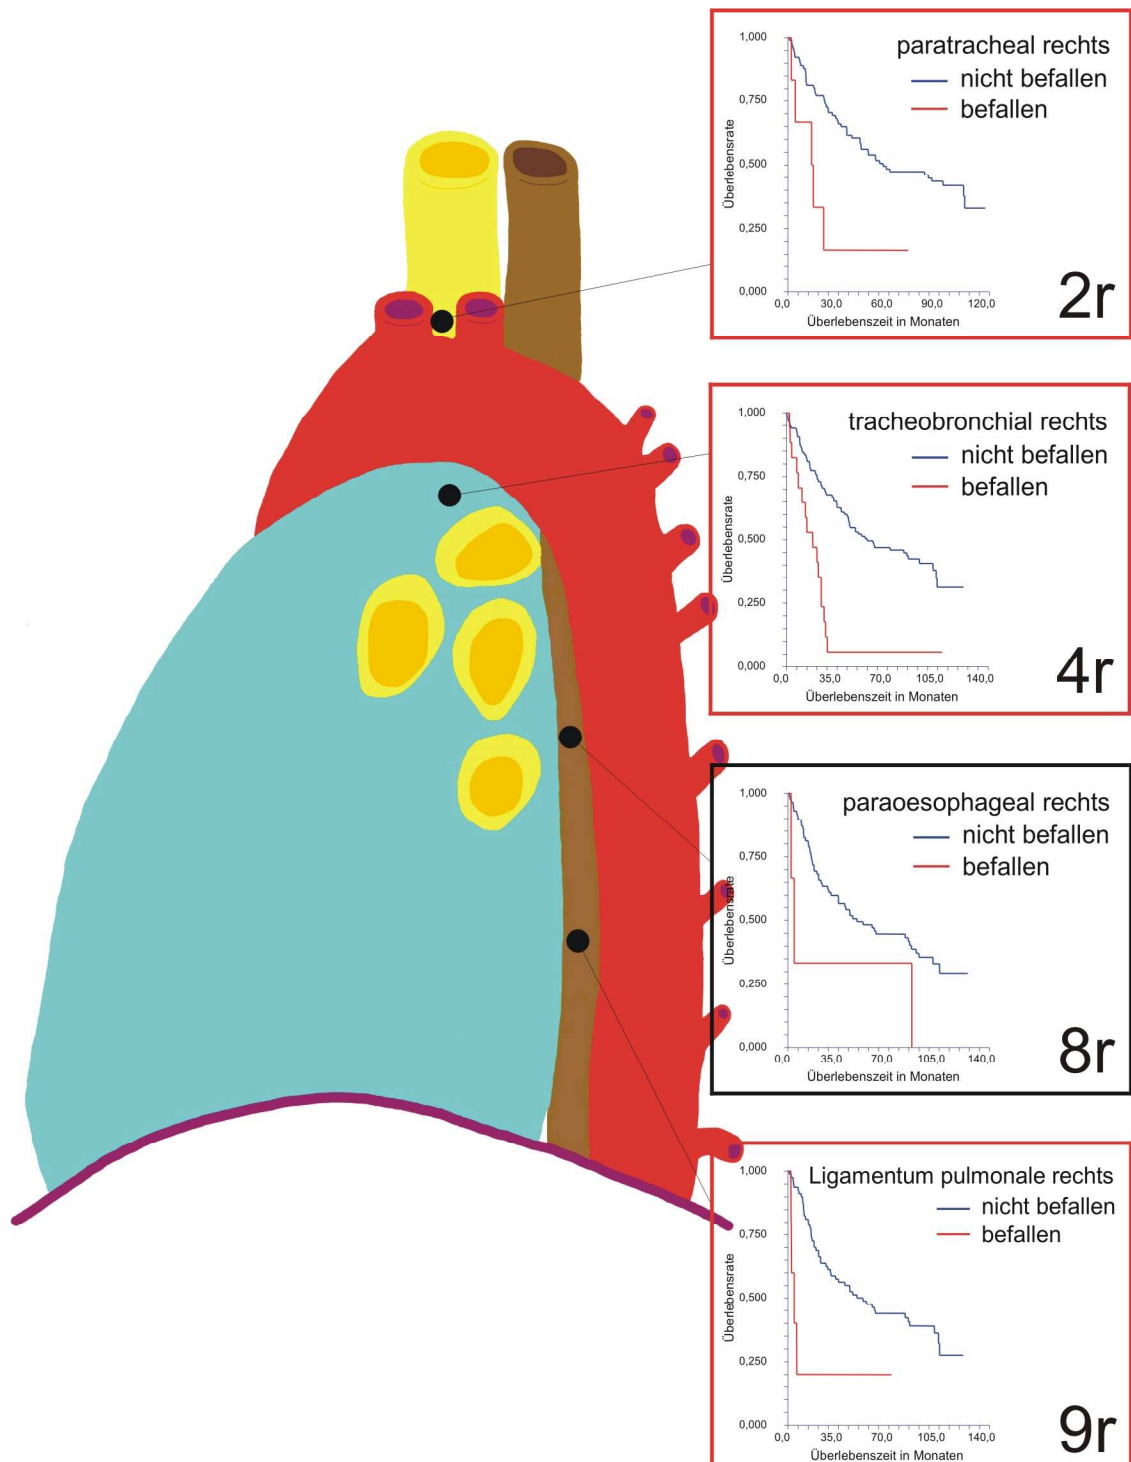 1,000
paratracheal rechts
nicht befallen
0,750
befallen
Überlebensrate
0,500
0,250
0,000
0,0 30,0 60,0 90,0 120,0
Überlebenszeit in Monaten
2r
1,000
tracheobronchial rechts
nicht befallen
0,750
befallen
Überlebensrate
0,500
0,250
0,000
0,0 35,0 70,0 105,0 140,0
Überlebenszeit in Monaten
4r
1,000
paraoesophageal rechts
nicht befallen
0,750
befallen
Überlebensrate
0,500
0,250
0,000
0,0 35,0 70,0 105,0 140,0
Überlebenszeit in Monaten
8r
1,000
Ligamentum pulmonale rechts
nicht befallen
befallen
0,750
Überlebensrate
0,500
0,250
0,000
0,0 35,0 70,0 105,0 140,0
Überlebenszeit in Monaten
9r